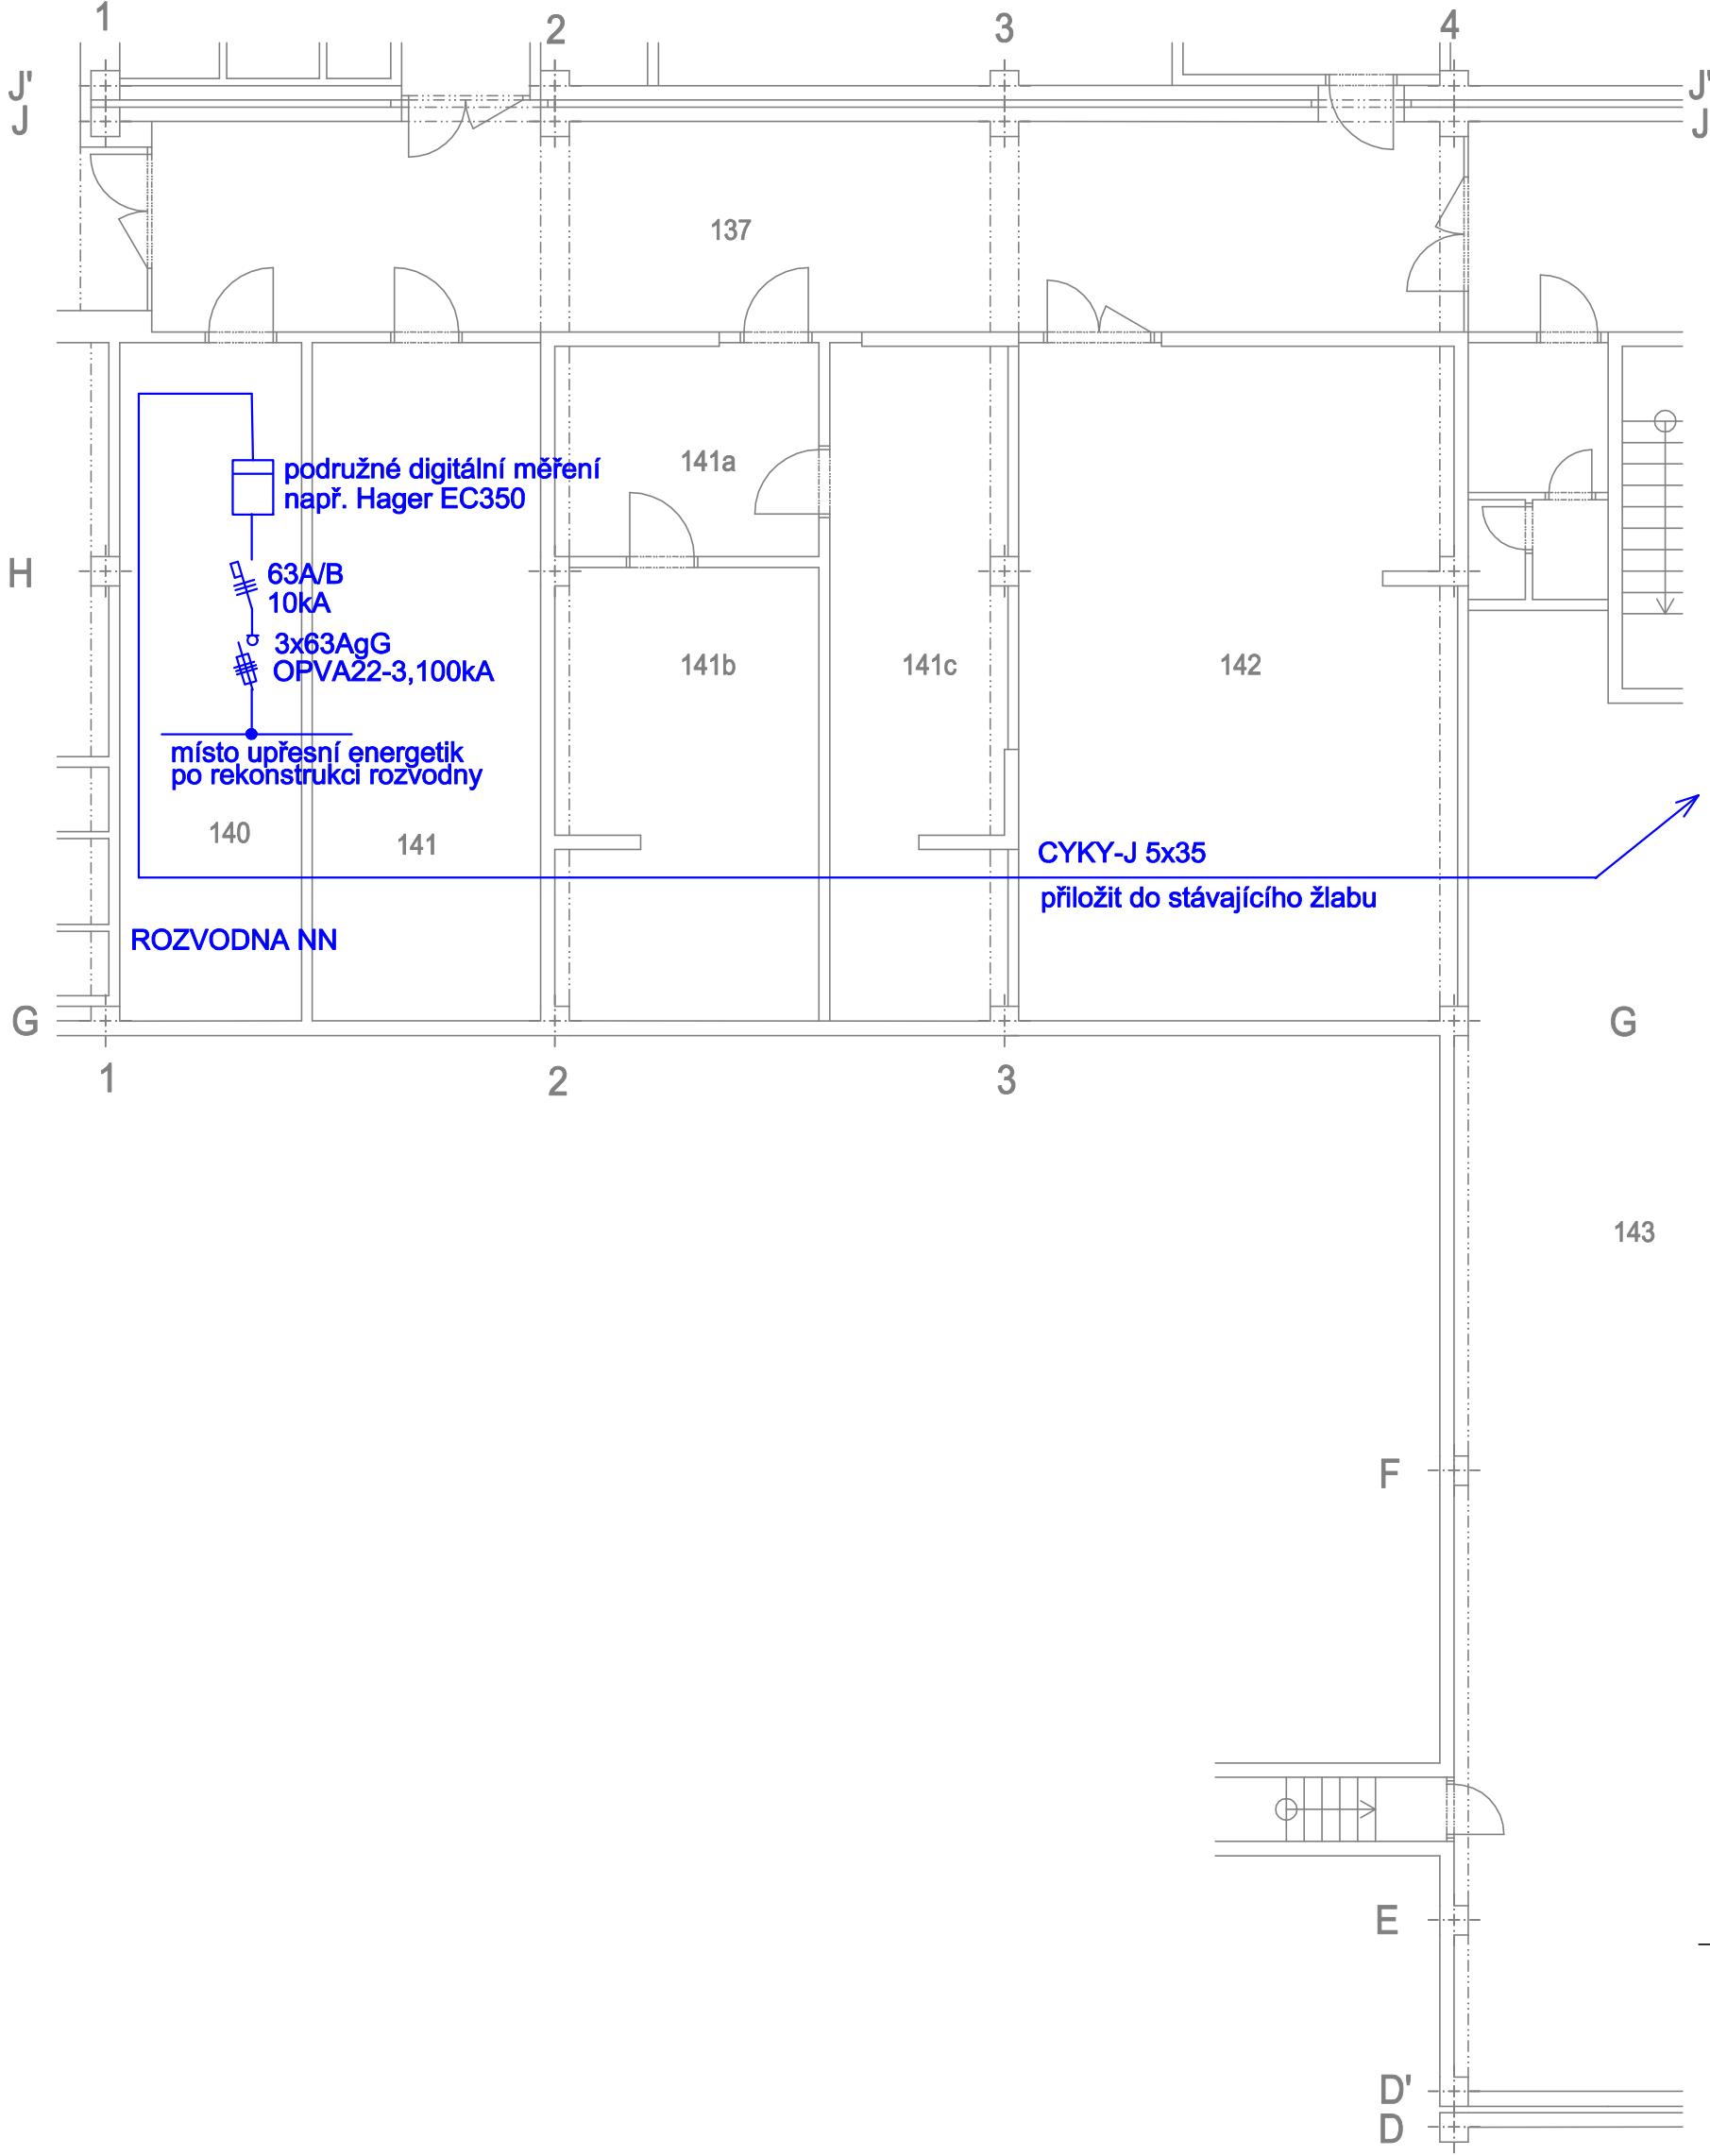 1
2
3
4
J'
J'
J
J
137
141a
podružné digitální měření
např. Hager EC350
H
63A/B
10kA
3x63AgG
OPVA22-3,100kA
141b
141c
142
místo upřesní energetik
po rekonstrukci rozvodny
140
141
CYKY-J 5x35
přiložit do stávajícího žlabu
ROZVODNA NN
G
G
1
2
3
143
F
E
D'
D